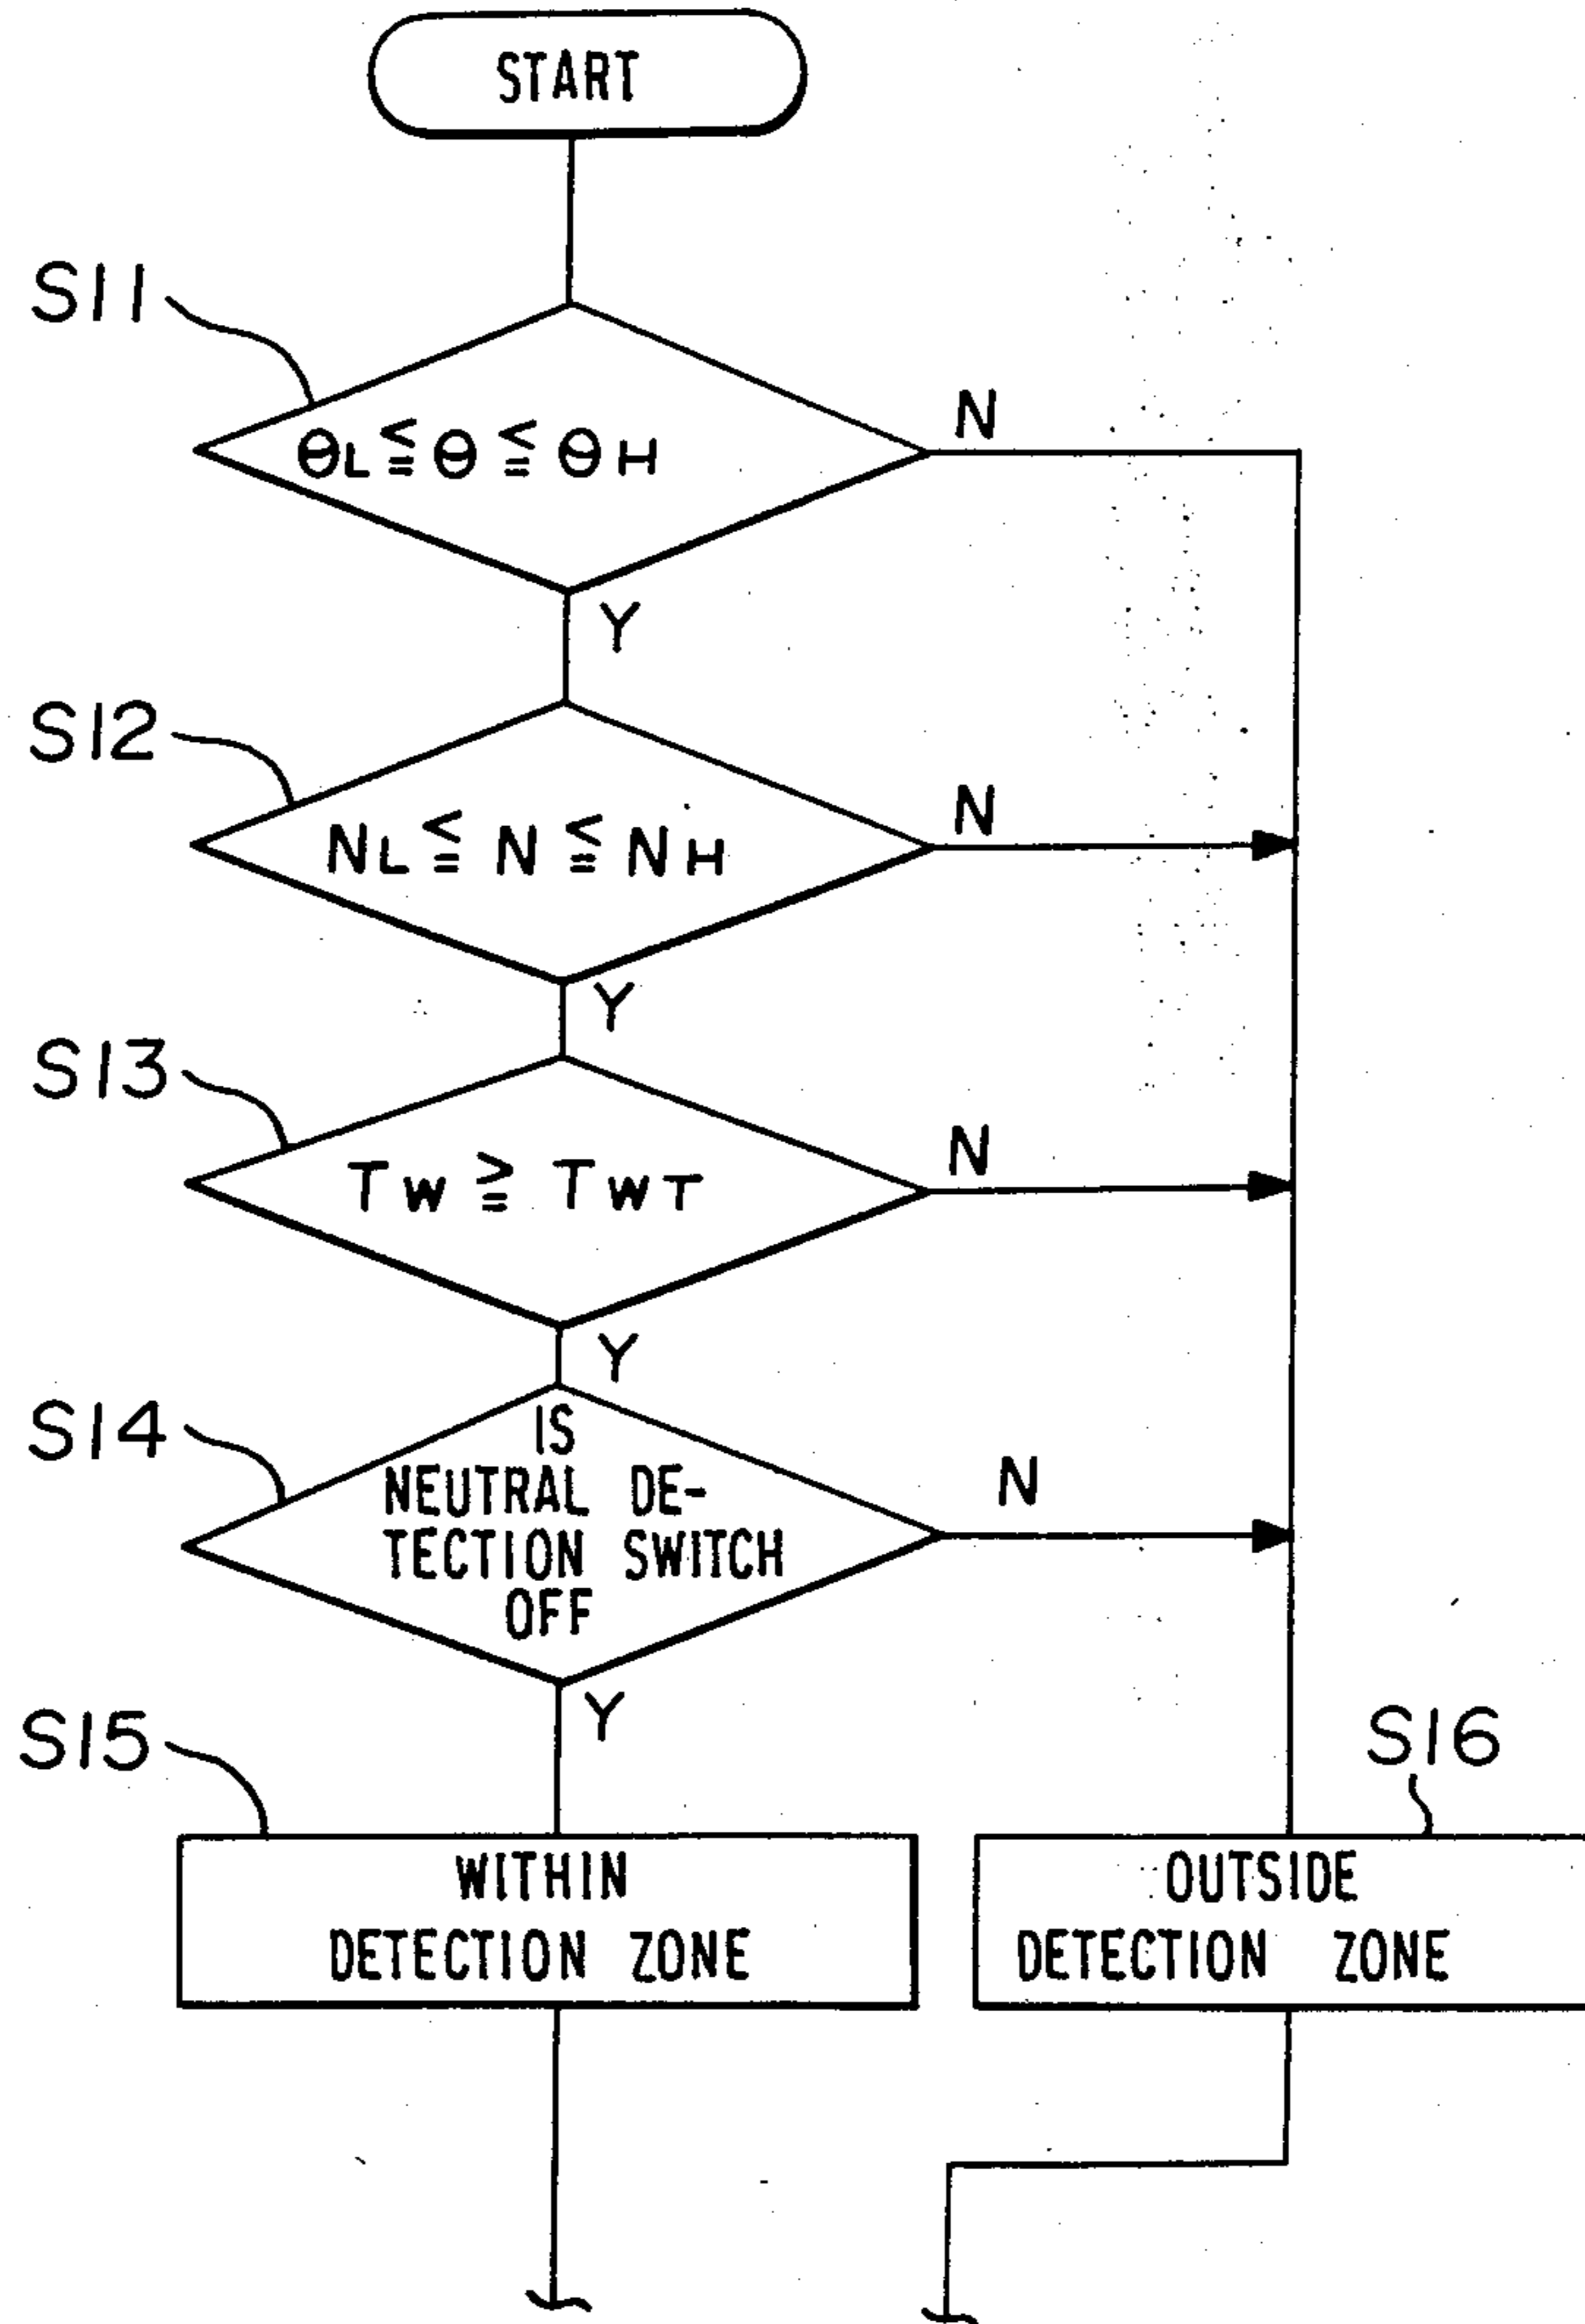 START
S11
θL ≦ θ ≦ θH
N
Y
S12
NL ≦ N ≦ NH
N
Y
S13
TW ≧ TWT
N
Y
S14
IS
NEUTRAL DE-
TECTION SWITCH
OFF
N
Y
S15
WITHIN
DETECTION ZONE
S16
OUTSIDE
DETECTION ZONE